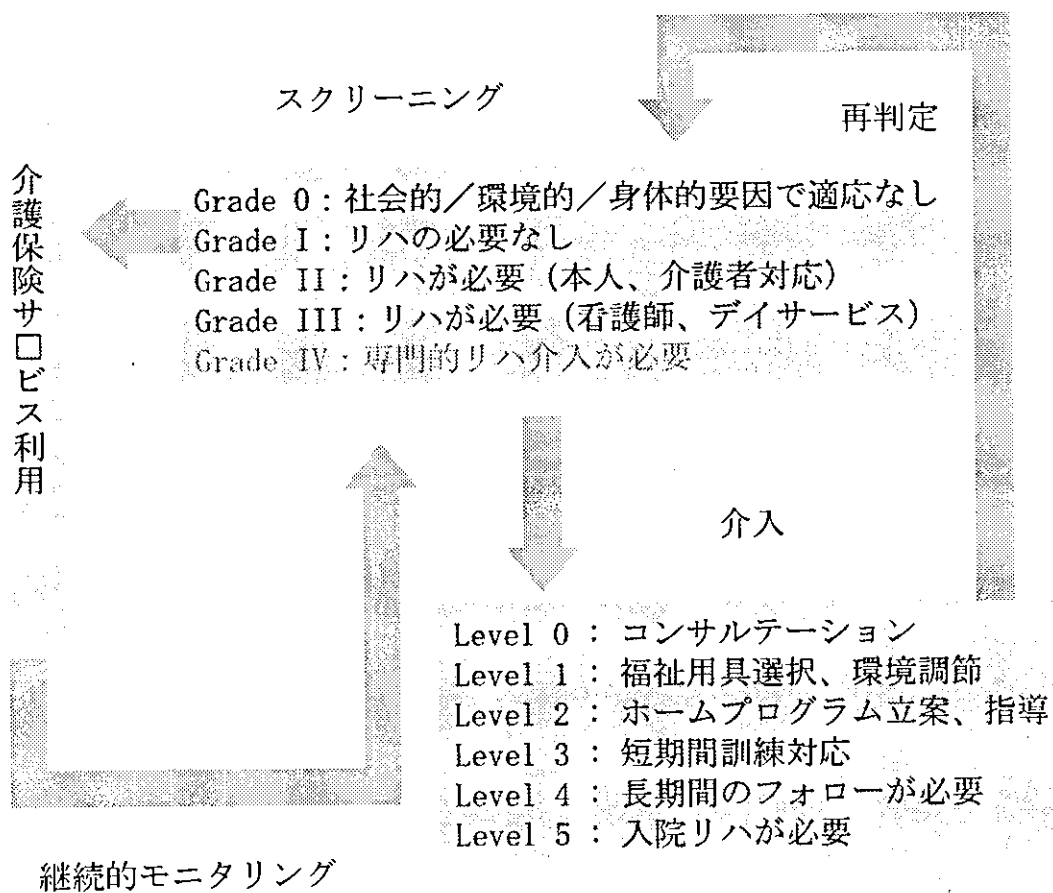 スクリーニング
再判定
介護保険サ□ビス利用
Grade 0：社会的／環境的／身体的要因で適応なし
Grade I：リハの必要なし
Grade II：リハが必要（本人、介護者対応）
Grade III：リハが必要（看護師、デイサービス）
Grade IV：専門的リハ介入が必要
介入
Level 0 ： コンサルテーション
Level 1 ： 福祉用具選択、環境調節
Level 2 ： ホームプログラム立案、指導
Level 3 ： 短期間訓練対応
Level 4 ： 長期間のフォローが必要
Level 5 ： 入院リハが必要
継続的モニタリング